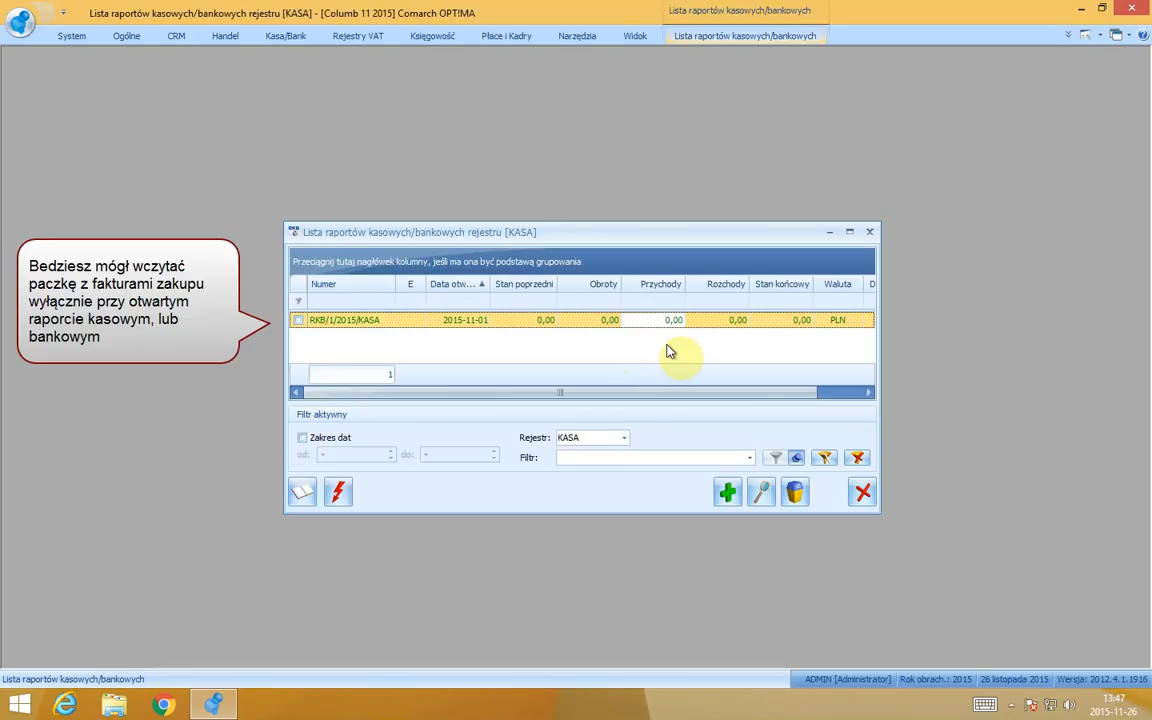 Lista raportów kasowych/bankowych rejestru [KASA] - [Columb 11 2015] Comarch OPT!MA
Lista raportów kasowych/bankowych
System Ogólne CRM Handel Kasa/Bank Rejestry VAT Księgowość Płace i Kadry Narzędzia Widok Lista raportów kasowych/bankowych
Bedziesz mógł wczytać
paczkę z fakturami zakupu
wyłącznie przy otwartym
raporcie kasowym, lub
bankowym
Lista raportów kasowych/bankowych rejestru [KASA]
Przeciągnij tutaj nagłówek kolumny, jeśli ma ona być podstawą grupowania
Numer E Data otw... Stan poprzedni Obroty Przychody Rozchody Stan końcowy Waluta D
RKB/1/2015/KASA 2015-11-01 0,00 0,00 0,00 0,00 0,00 PLN
1
Filtr aktywny
Zakres dat Rejestr: KASA
od: - do: - Filtr:
Lista raportów kasowych/bankowych ADMIN [Administrator] Rok obrach.: 2015 26 listopada 2015 Wersja: 2012.4.1.1916
13:47
2015-11-26